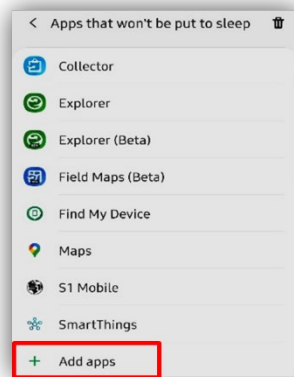 Apps that won't be put to sleep
Collector
Explorer
Explorer (Beta)
Field Maps (Beta)
Find My Device
Maps
S1 Mobile
SmartThings
Add apps